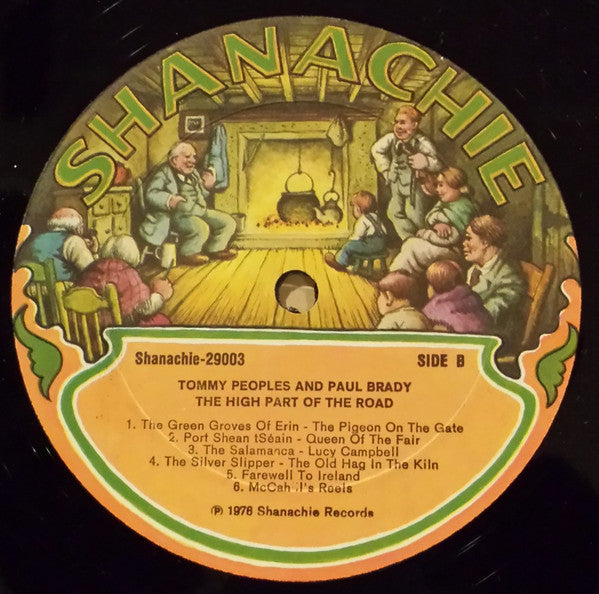 SHANACHIE
Shanachie-29003 SIDE B
TOMMY PEOPLES AND PAUL BRADY
THE HIGH PART OF THE ROAD
1. The Green Groves Of Erin - The Pigeon On The Gate
2. Port Shean tSéain - Queen Of The Fair
3. The Salamanca - Lucy Campbell
4. The Silver Slipper - The Old Hag In The Kiln
5. Farewell To Ireland
6. McCahill's Reels
℗ 1976 Shanachie Records